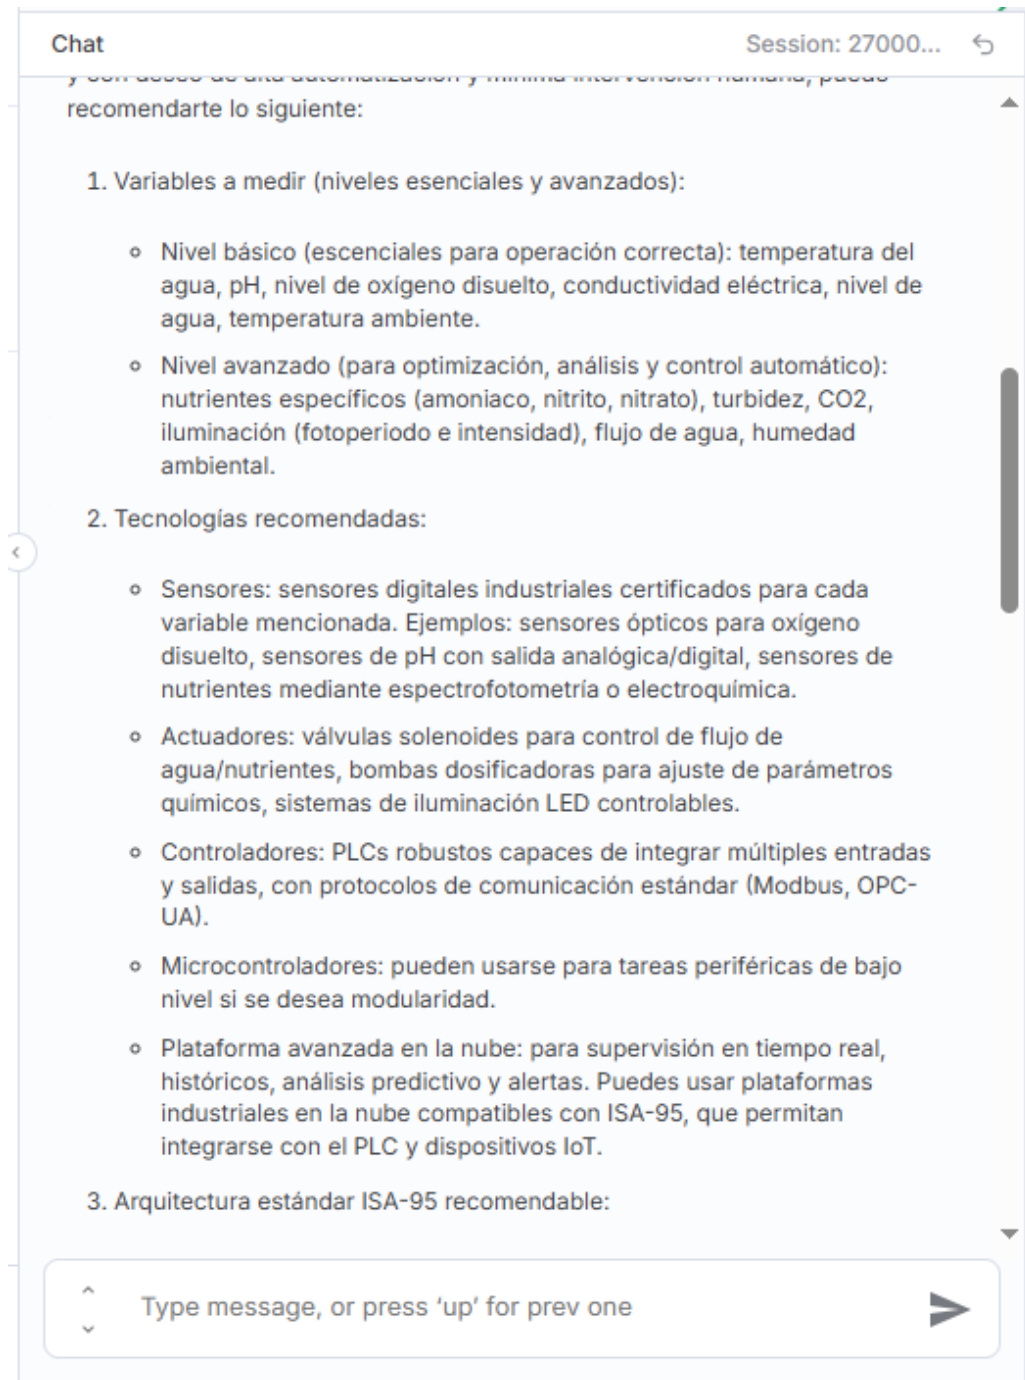 Chat
Session: 27000...
y con deseo de alta automatización y mínima intervención humana, puedo
recomendarte lo siguiente:
1. Variables a medir (niveles esenciales y avanzados):
Nivel básico (escenciales para operación correcta): temperatura del
agua, pH, nivel de oxígeno disuelto, conductividad eléctrica, nivel de
agua, temperatura ambiente.
Nivel avanzado (para optimización, análisis y control automático):
nutrientes específicos (amoniaco, nitrito, nitrato), turbidez, CO2,
iluminación (fotoperiodo e intensidad), flujo de agua, humedad
ambiental.
2. Tecnologías recomendadas:
Sensores: sensores digitales industriales certificados para cada
variable mencionada. Ejemplos: sensores ópticos para oxígeno
disuelto, sensores de pH con salida analógica/digital, sensores de
nutrientes mediante espectrofotometría o electroquímica.
Actuadores: válvulas solenoides para control de flujo de
agua/nutrientes, bombas dosificadoras para ajuste de parámetros
químicos, sistemas de iluminación LED controlables.
Controladores: PLCs robustos capaces de integrar múltiples entradas
y salidas, con protocolos de comunicación estándar (Modbus, OPC-
UA).
Microcontroladores: pueden usarse para tareas periféricas de bajo
nivel si se desea modularidad.
Plataforma avanzada en la nube: para supervisión en tiempo real,
históricos, análisis predictivo y alertas. Puedes usar plataformas
industriales en la nube compatibles con ISA-95, que permitan
integrarse con el PLC y dispositivos IoT.
3. Arquitectura estándar ISA-95 recomendable:
Type message, or press ‘up’ for prev one